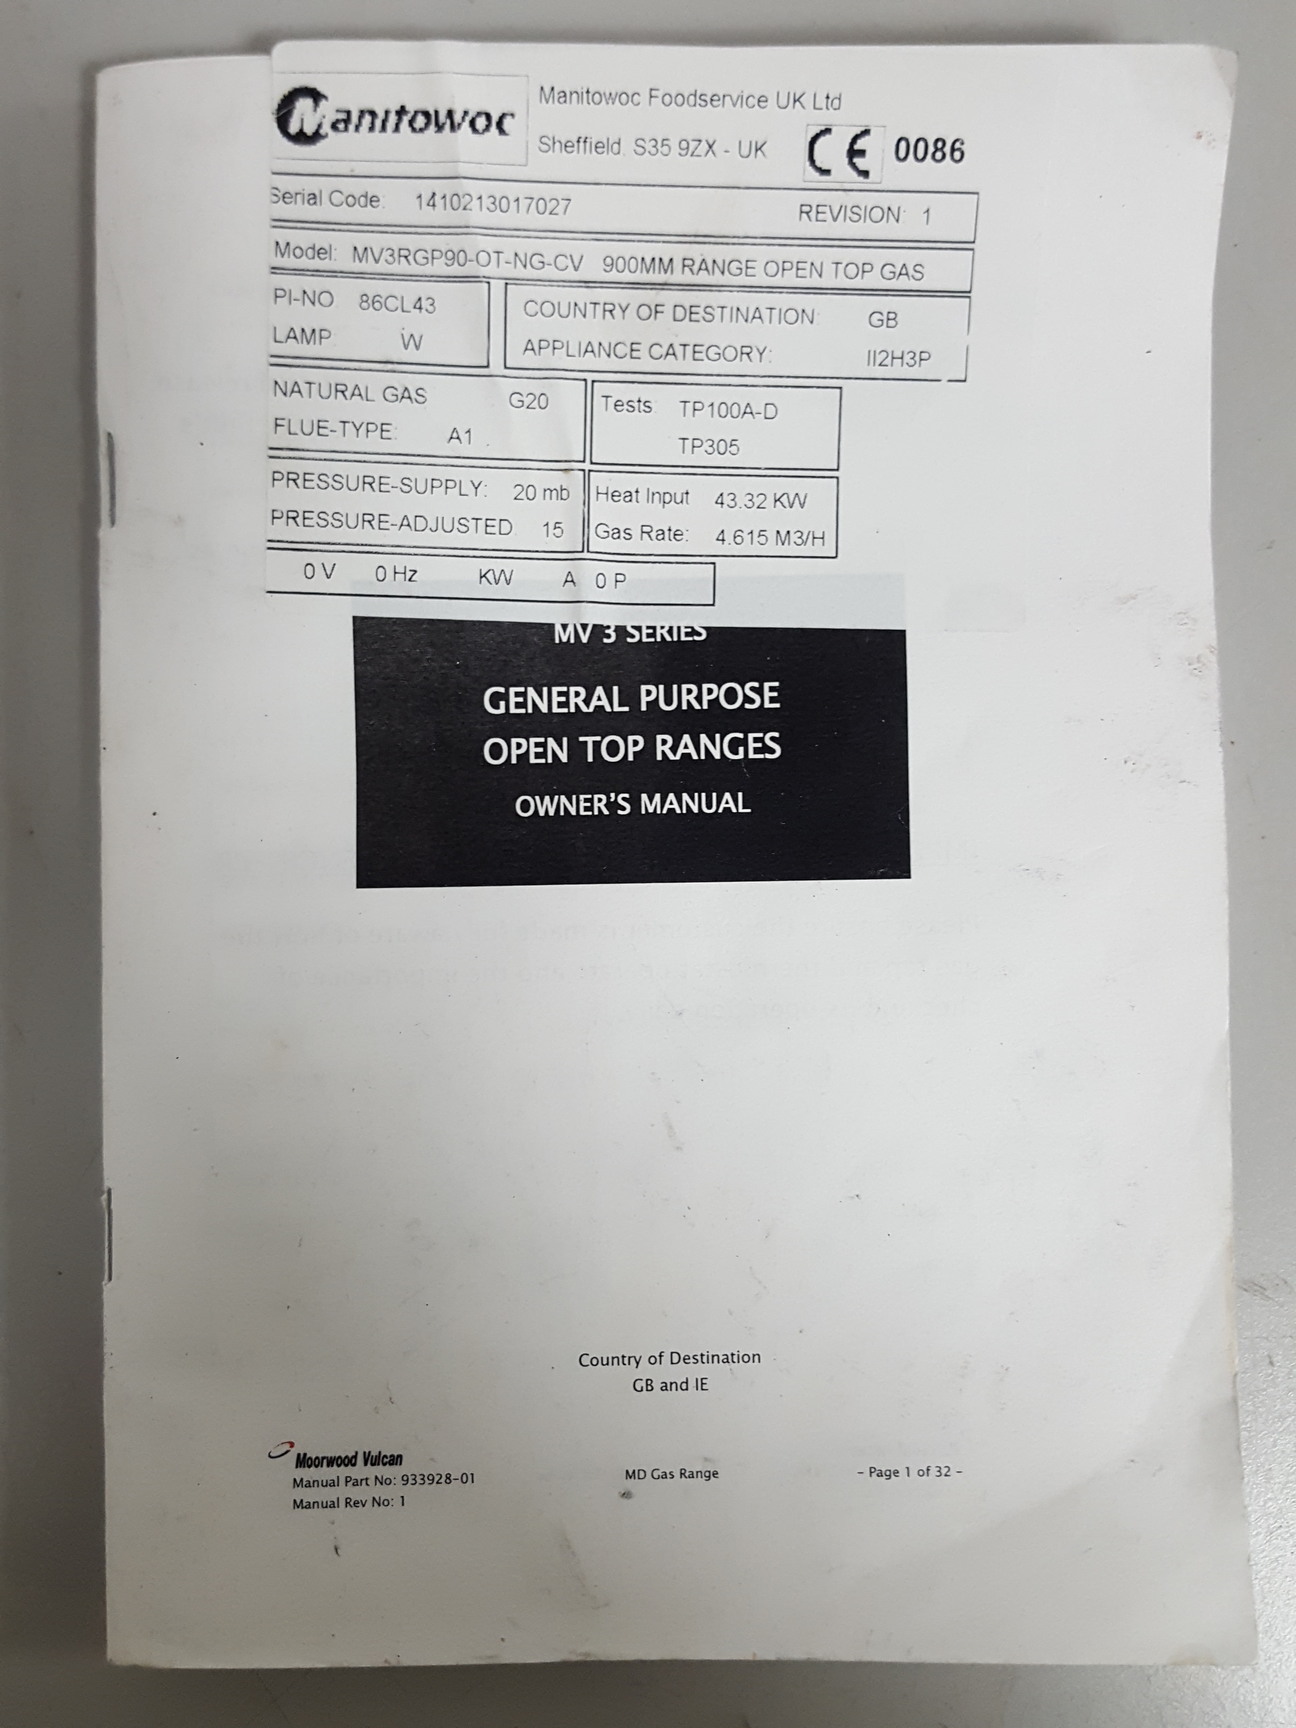 Manitowoc
Manitowoc Foodservice UK Ltd
Sheffield. S35 9ZX - UK
CE 0086
Serial Code: 1410213017027 REVISION: 1
Model: MV3RGP90-OT-NG-CV 900MM RANGE OPEN TOP GAS
PI-NO 86CL43
LAMP W
COUNTRY OF DESTINATION: GB
APPLIANCE CATEGORY: II2H3P
NATURAL GAS G20
FLUE-TYPE: A1
Tests TP100A-D
TP305
PRESSURE-SUPPLY: 20 mb
PRESSURE-ADJUSTED 15
Heat Input 43.32 KW
Gas Rate: 4.615 M3/H
0 V 0 Hz KW A 0 P
MV 3 SERIES
GENERAL PURPOSE
OPEN TOP RANGES
OWNER'S MANUAL
Country of Destination
GB and IE
Moorwood Vulcan
Manual Part No: 933928-01
Manual Rev No: 1
MD Gas Range
- Page 1 of 32 -